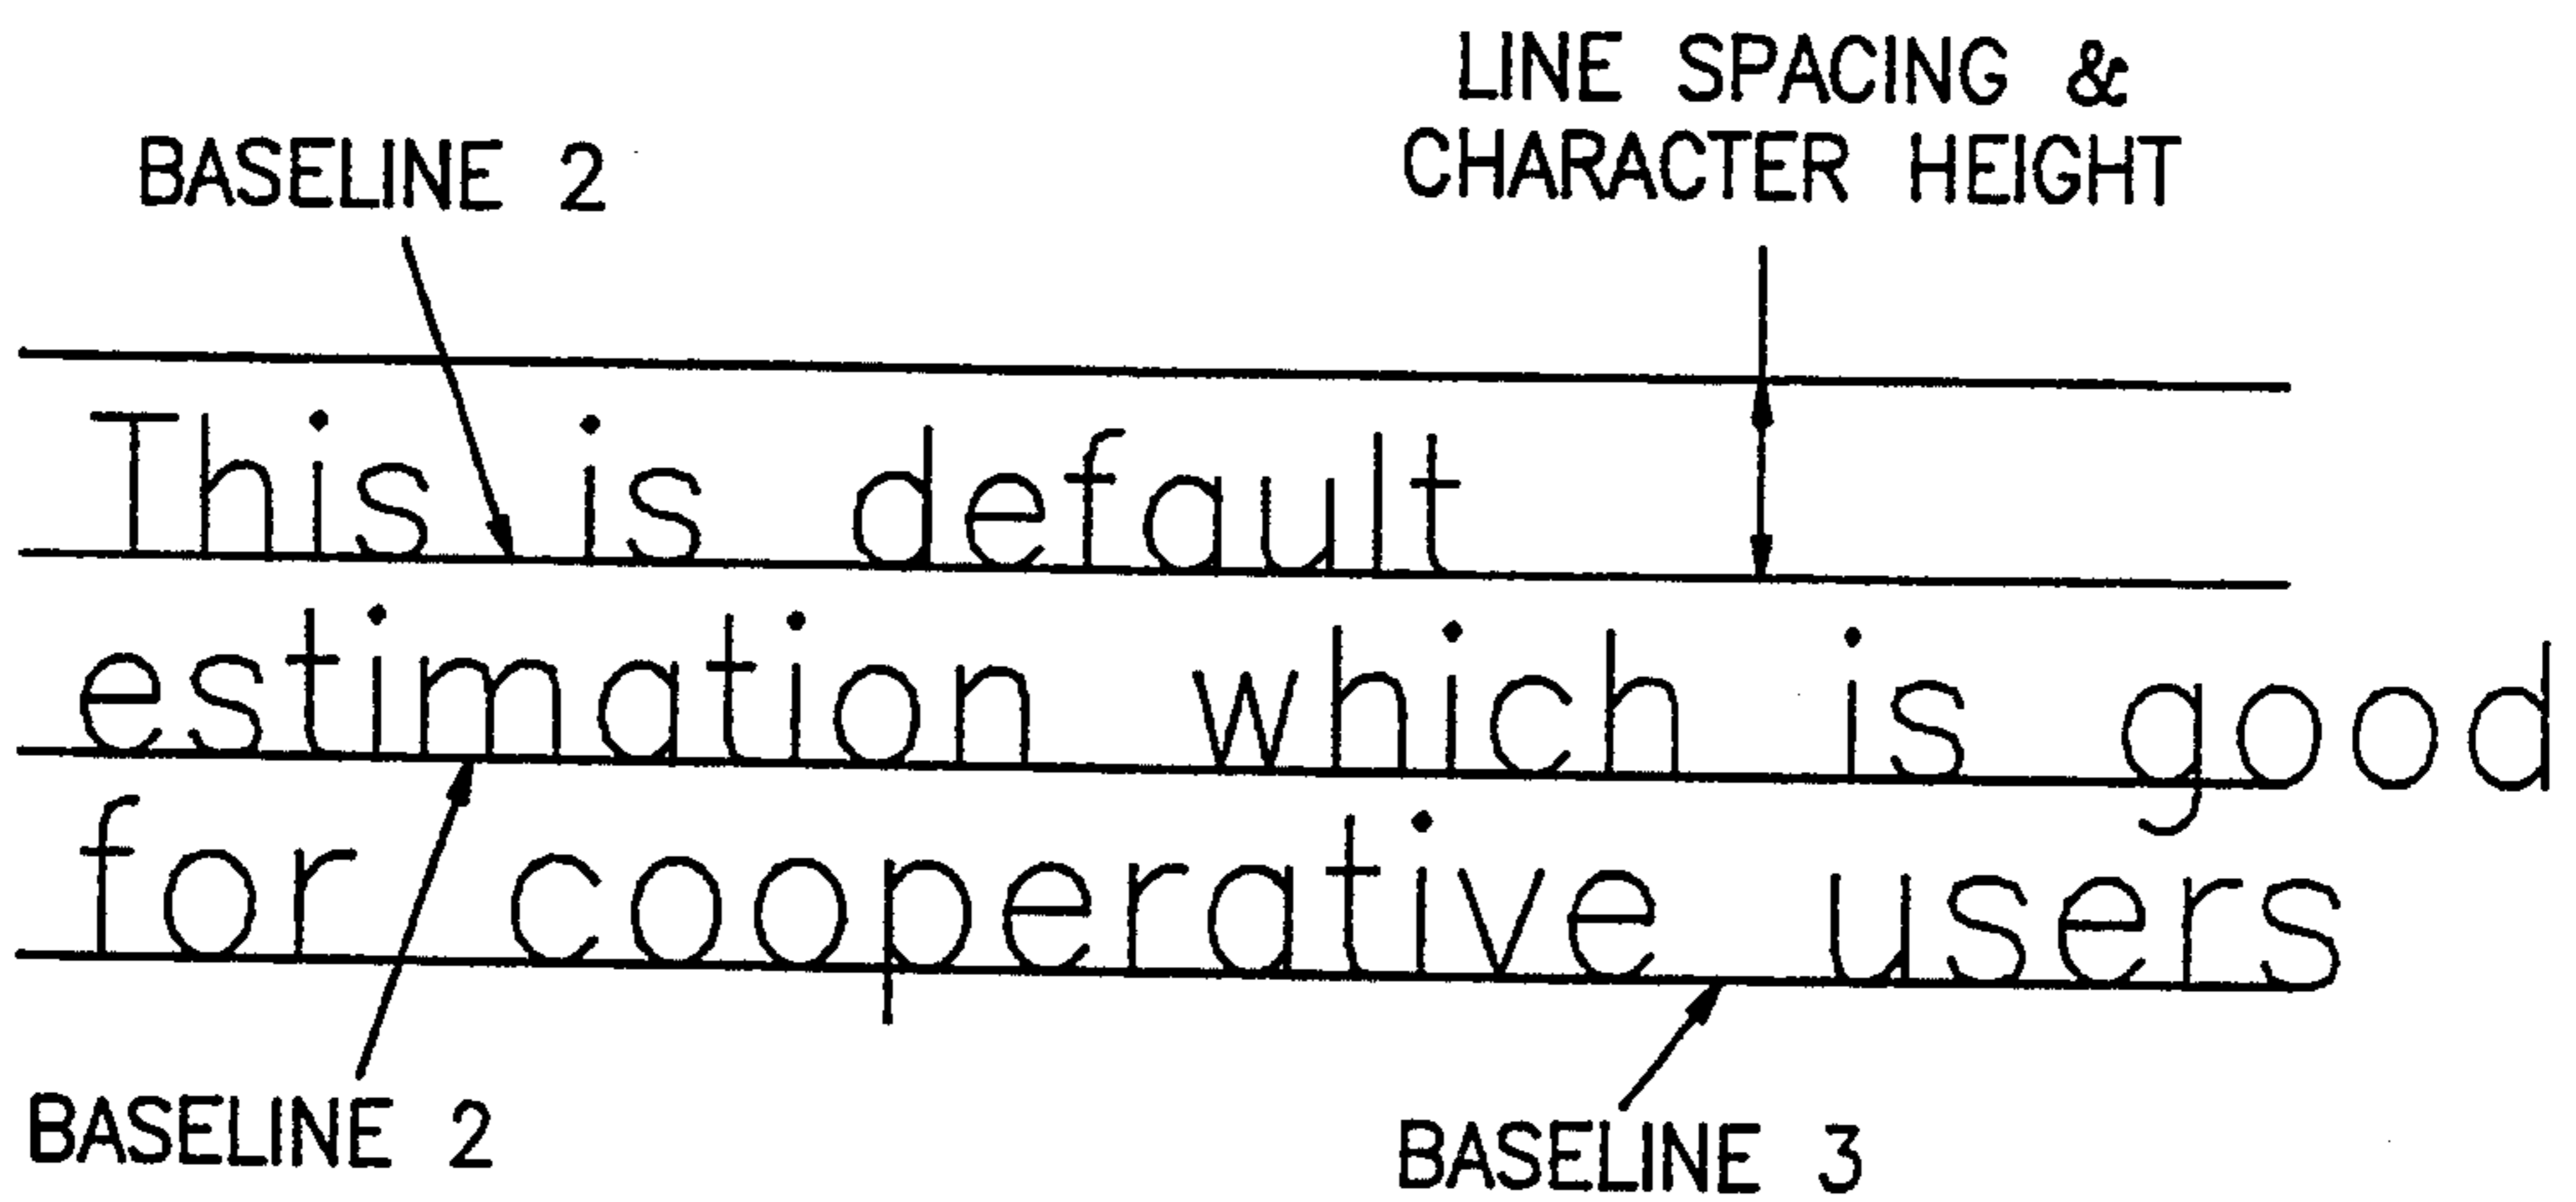 LINE SPACING &
CHARACTER HEIGHT
BASELINE 2
This is default
estimation which is good
for cooperative users
BASELINE 2
BASELINE 3